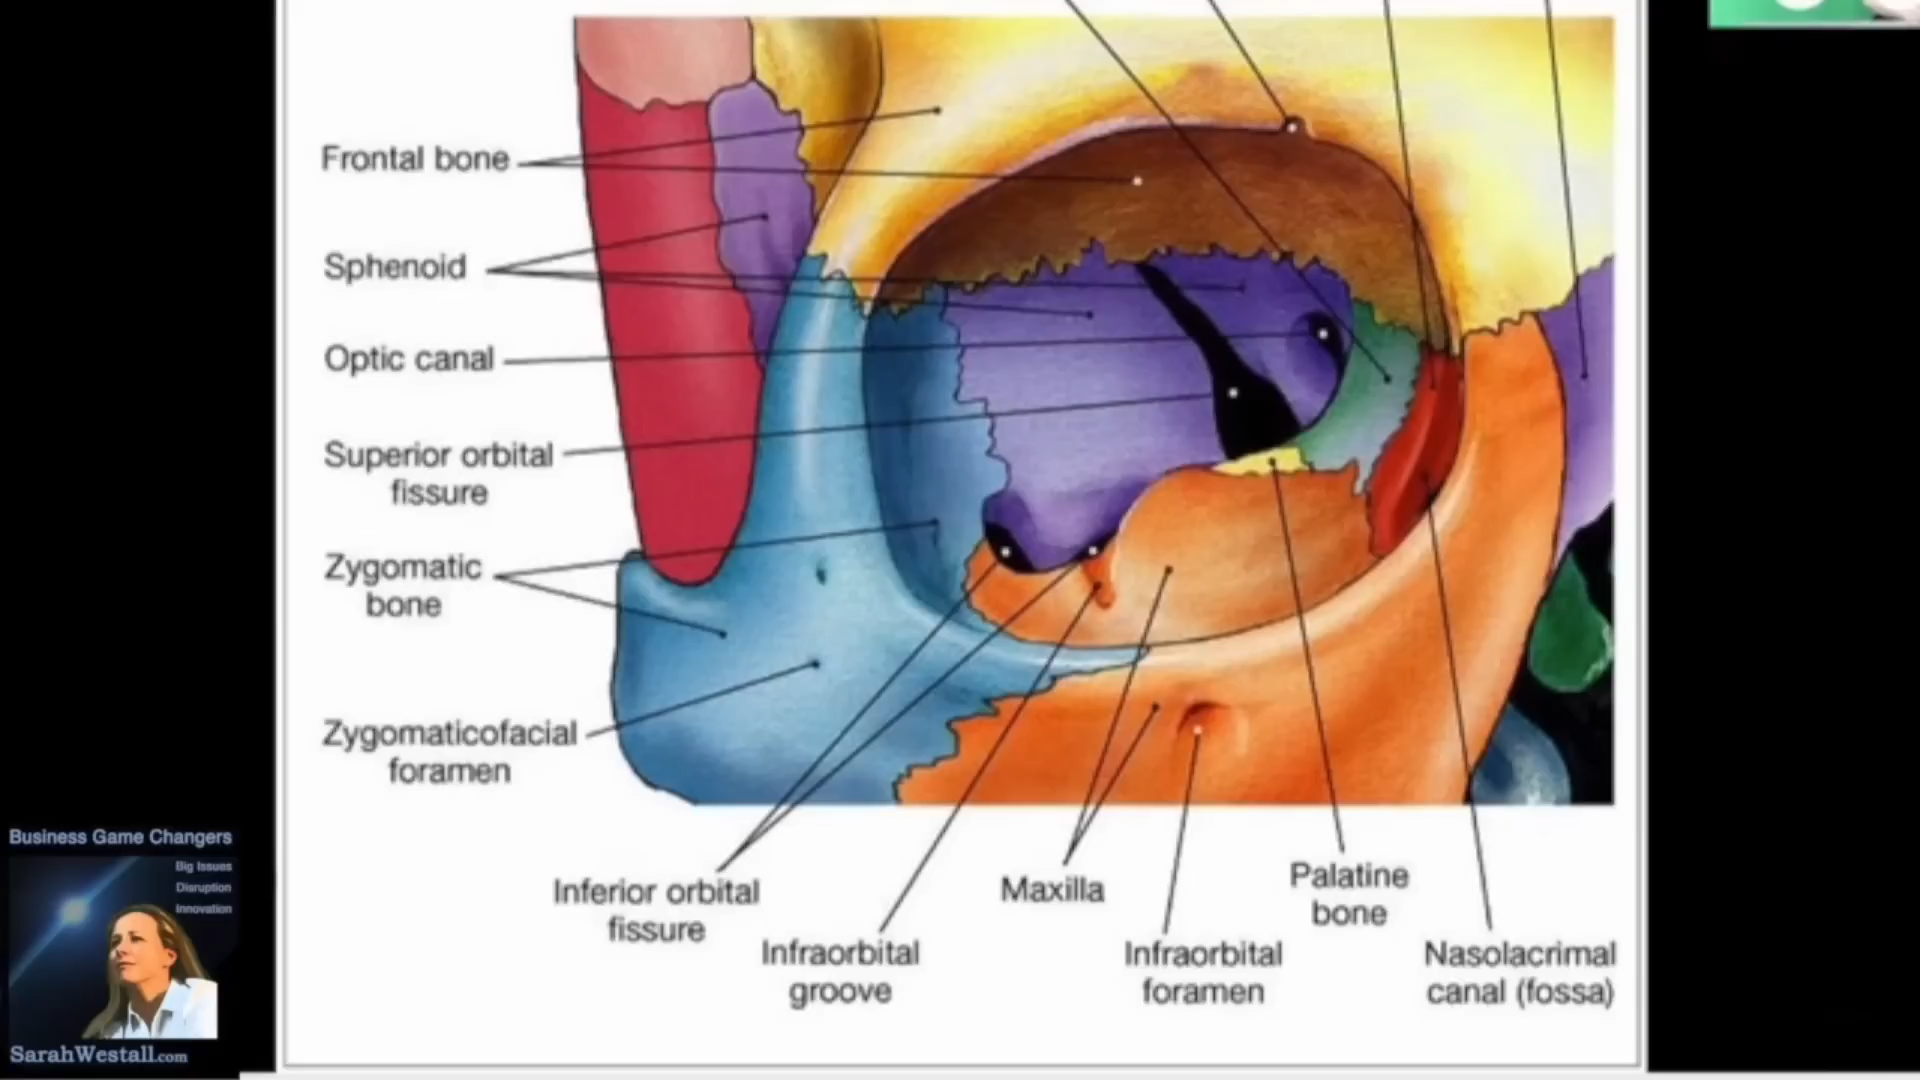 Frontal bone
Sphenoid
Optic canal
Superior orbital
fissure
Zygomatic
bone
Zygomaticofacial
foramen
Inferior orbital
fissure
Infraorbital
groove
Maxilla
Infraorbital
foramen
Palatine
bone
Nasolacrimal
canal (fossa)
Business Game Changers
Big Issues
Disruption
Innovation
SarahWestall.com